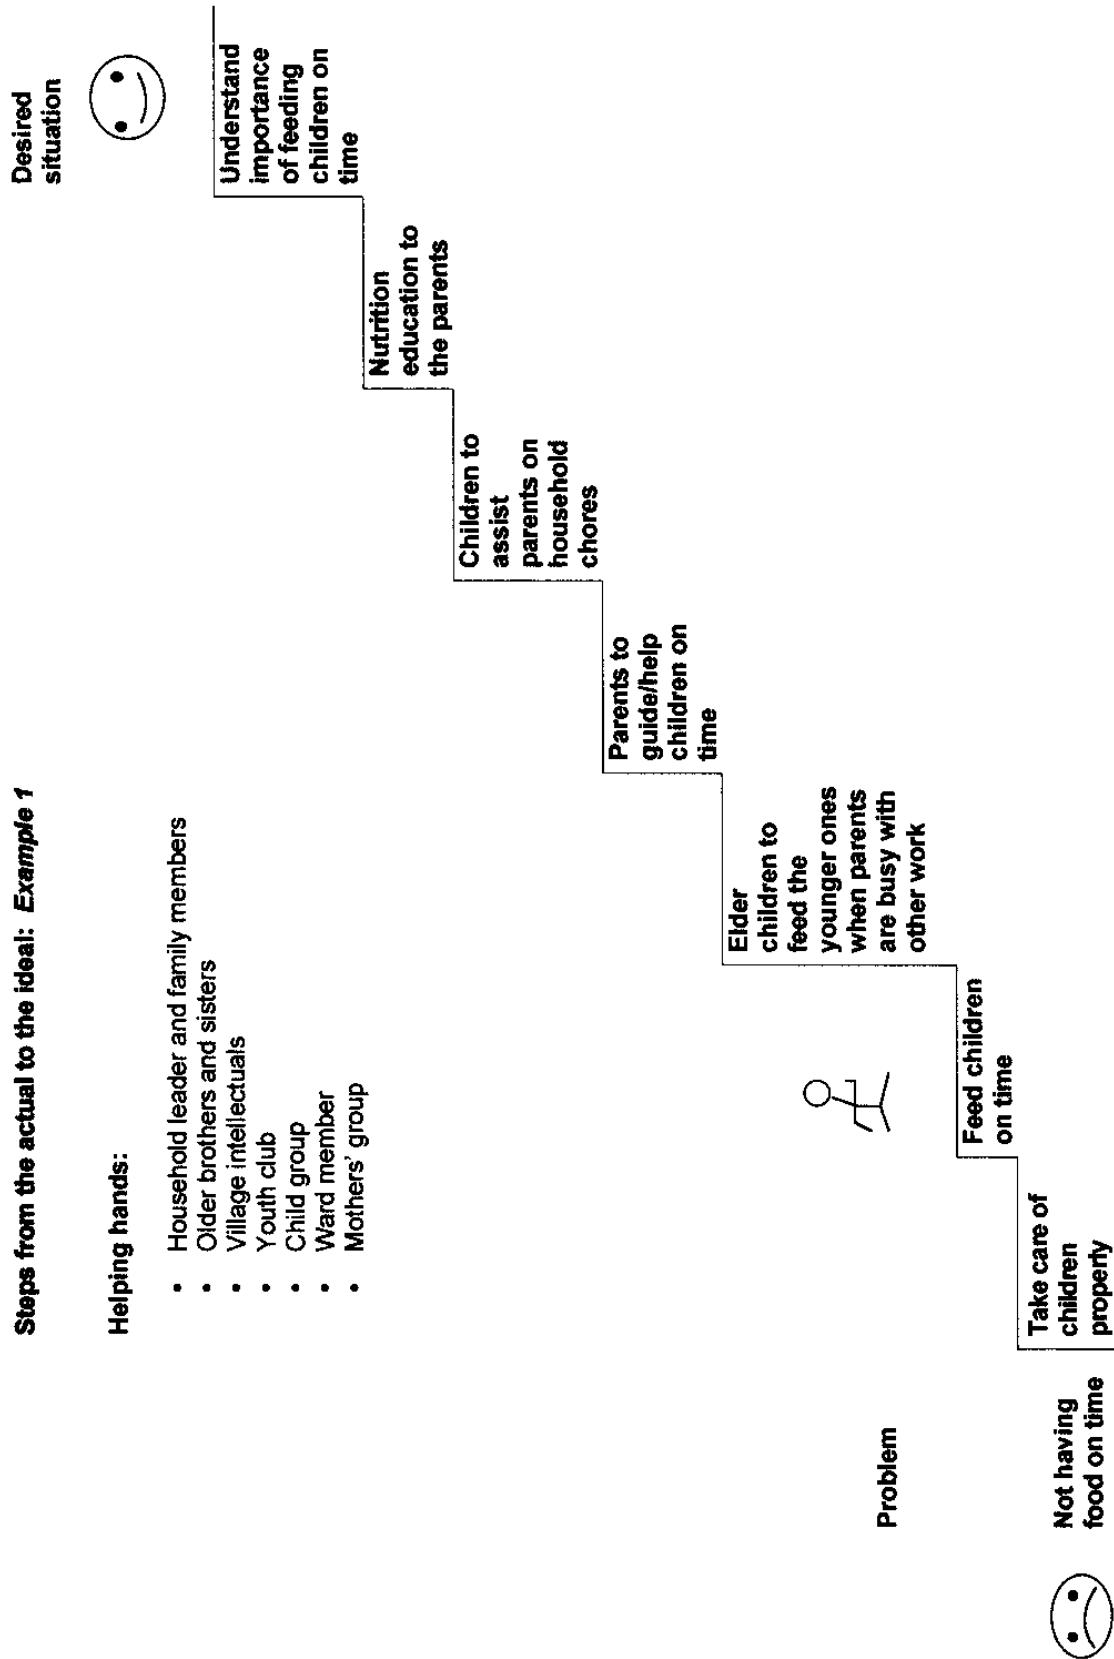 Steps from the actual to the ideal: Example 1
Helping hands:
• Household leader and family members
• Older brothers and sisters
• Village intellectuals
• Youth club
• Child group
• Ward member
• Mothers' group
Desired
situation
Understand
importance
of feeding
children on
time
Nutrition
education to
the parents
Children to
assist
parents on
household
chores
Parents to
guide/help
children on
time
Elder
children to
feed the
younger ones
when parents
are busy with
other work
Feed children
on time
Take care of
children
properly
Problem
Not having
food on time